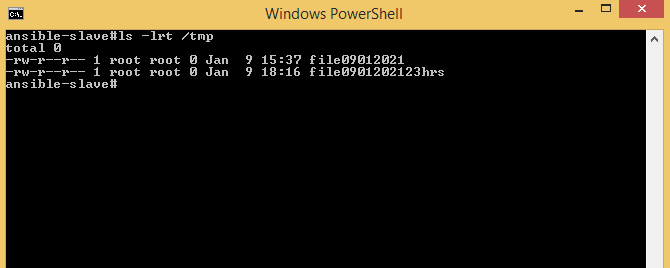 Windows PowerShell
ansible-slave#ls -lrt /tmp
total 0
-rw-r--r-- 1 root root 0 Jan  9 15:37 file09012021
-rw-r--r-- 1 root root 0 Jan  9 18:16 file0901202123hrs
ansible-slave#